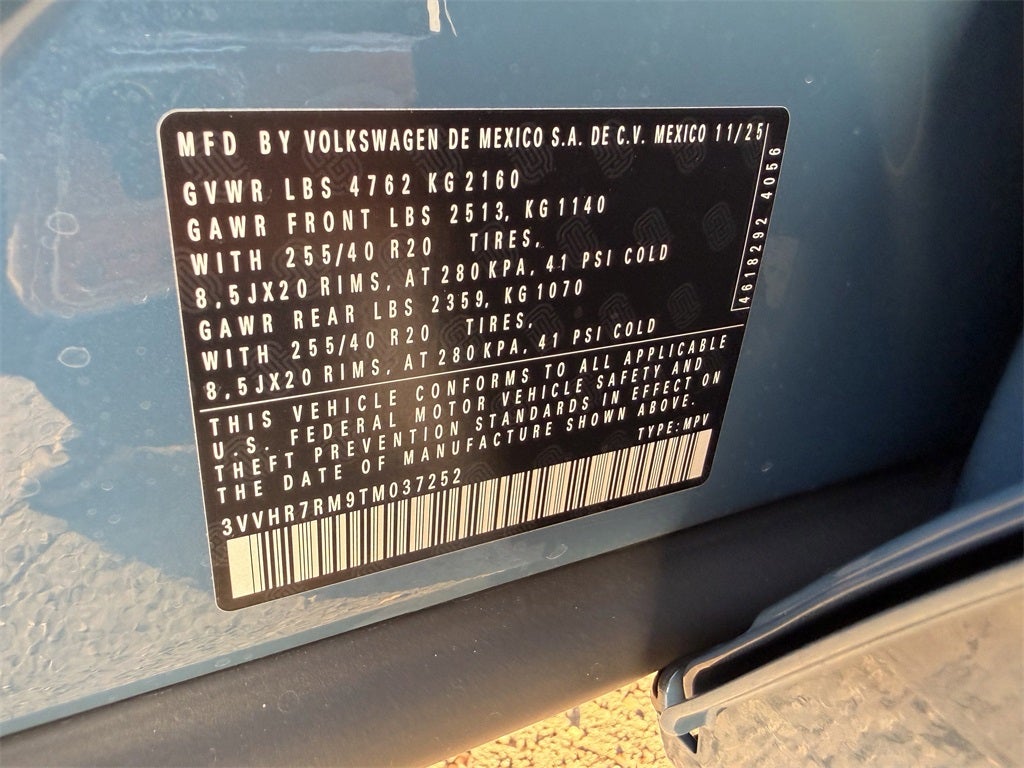 MFD BY VOLKSWAGEN DE MEXICO S.A. DE C.V. MEXICO 11/25
GVWR LBS 4762 KG 2160
GAWR FRONT LBS 2513, KG 1140
WITH 255/40 R20 TIRES,
8,5JX20 RIMS, AT 280 KPA, 41 PSI COLD
GAWR REAR LBS 2359, KG 1070
WITH 255/40 R20 TIRES,
8,5JX20 RIMS, AT 280 KPA, 41 PSI COLD
4618292 4056
THIS VEHICLE CONFORMS TO ALL APPLICABLE
U.S. FEDERAL MOTOR VEHICLE SAFETY AND
THEFT PREVENTION STANDARDS IN EFFECT ON
THE DATE OF MANUFACTURE SHOWN ABOVE.
TYPE: MPV
3VVHR7RM9TM037252